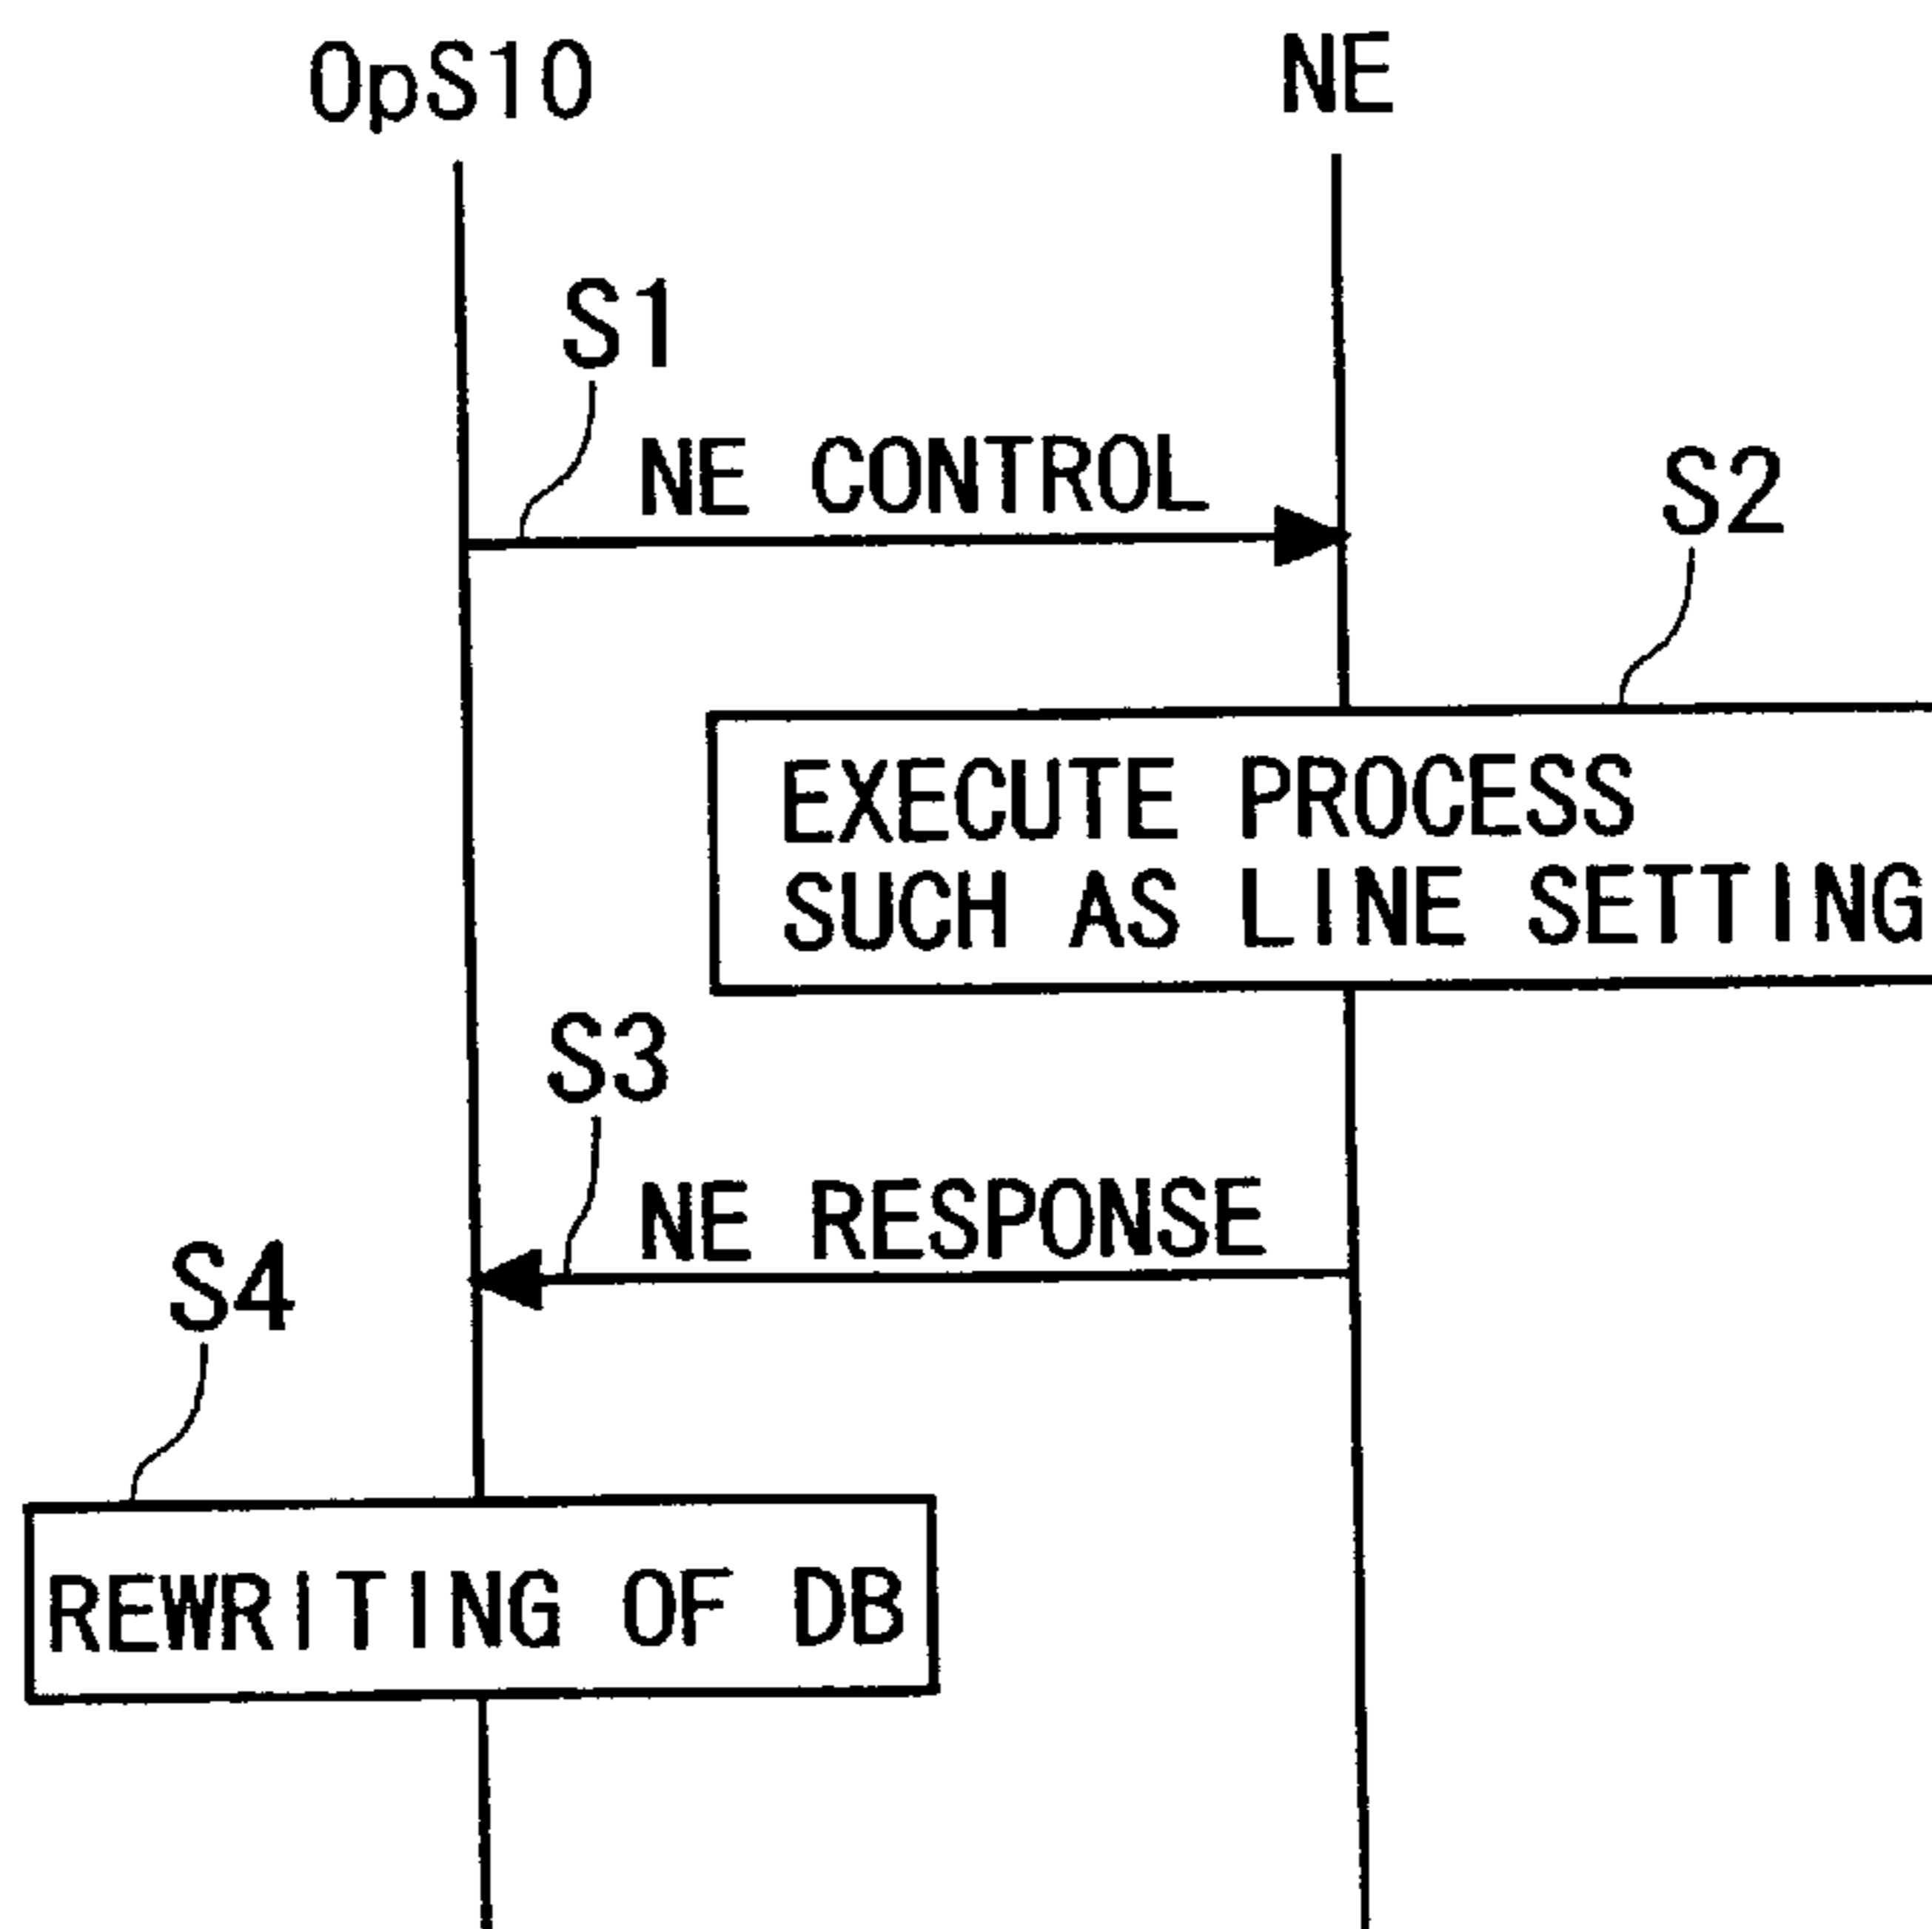 OpS10
NE
S1
NE CONTROL
S2
EXECUTE PROCESS
SUCH AS LINE SETTING
S3
NE RESPONSE
S4
REWRITING OF DB